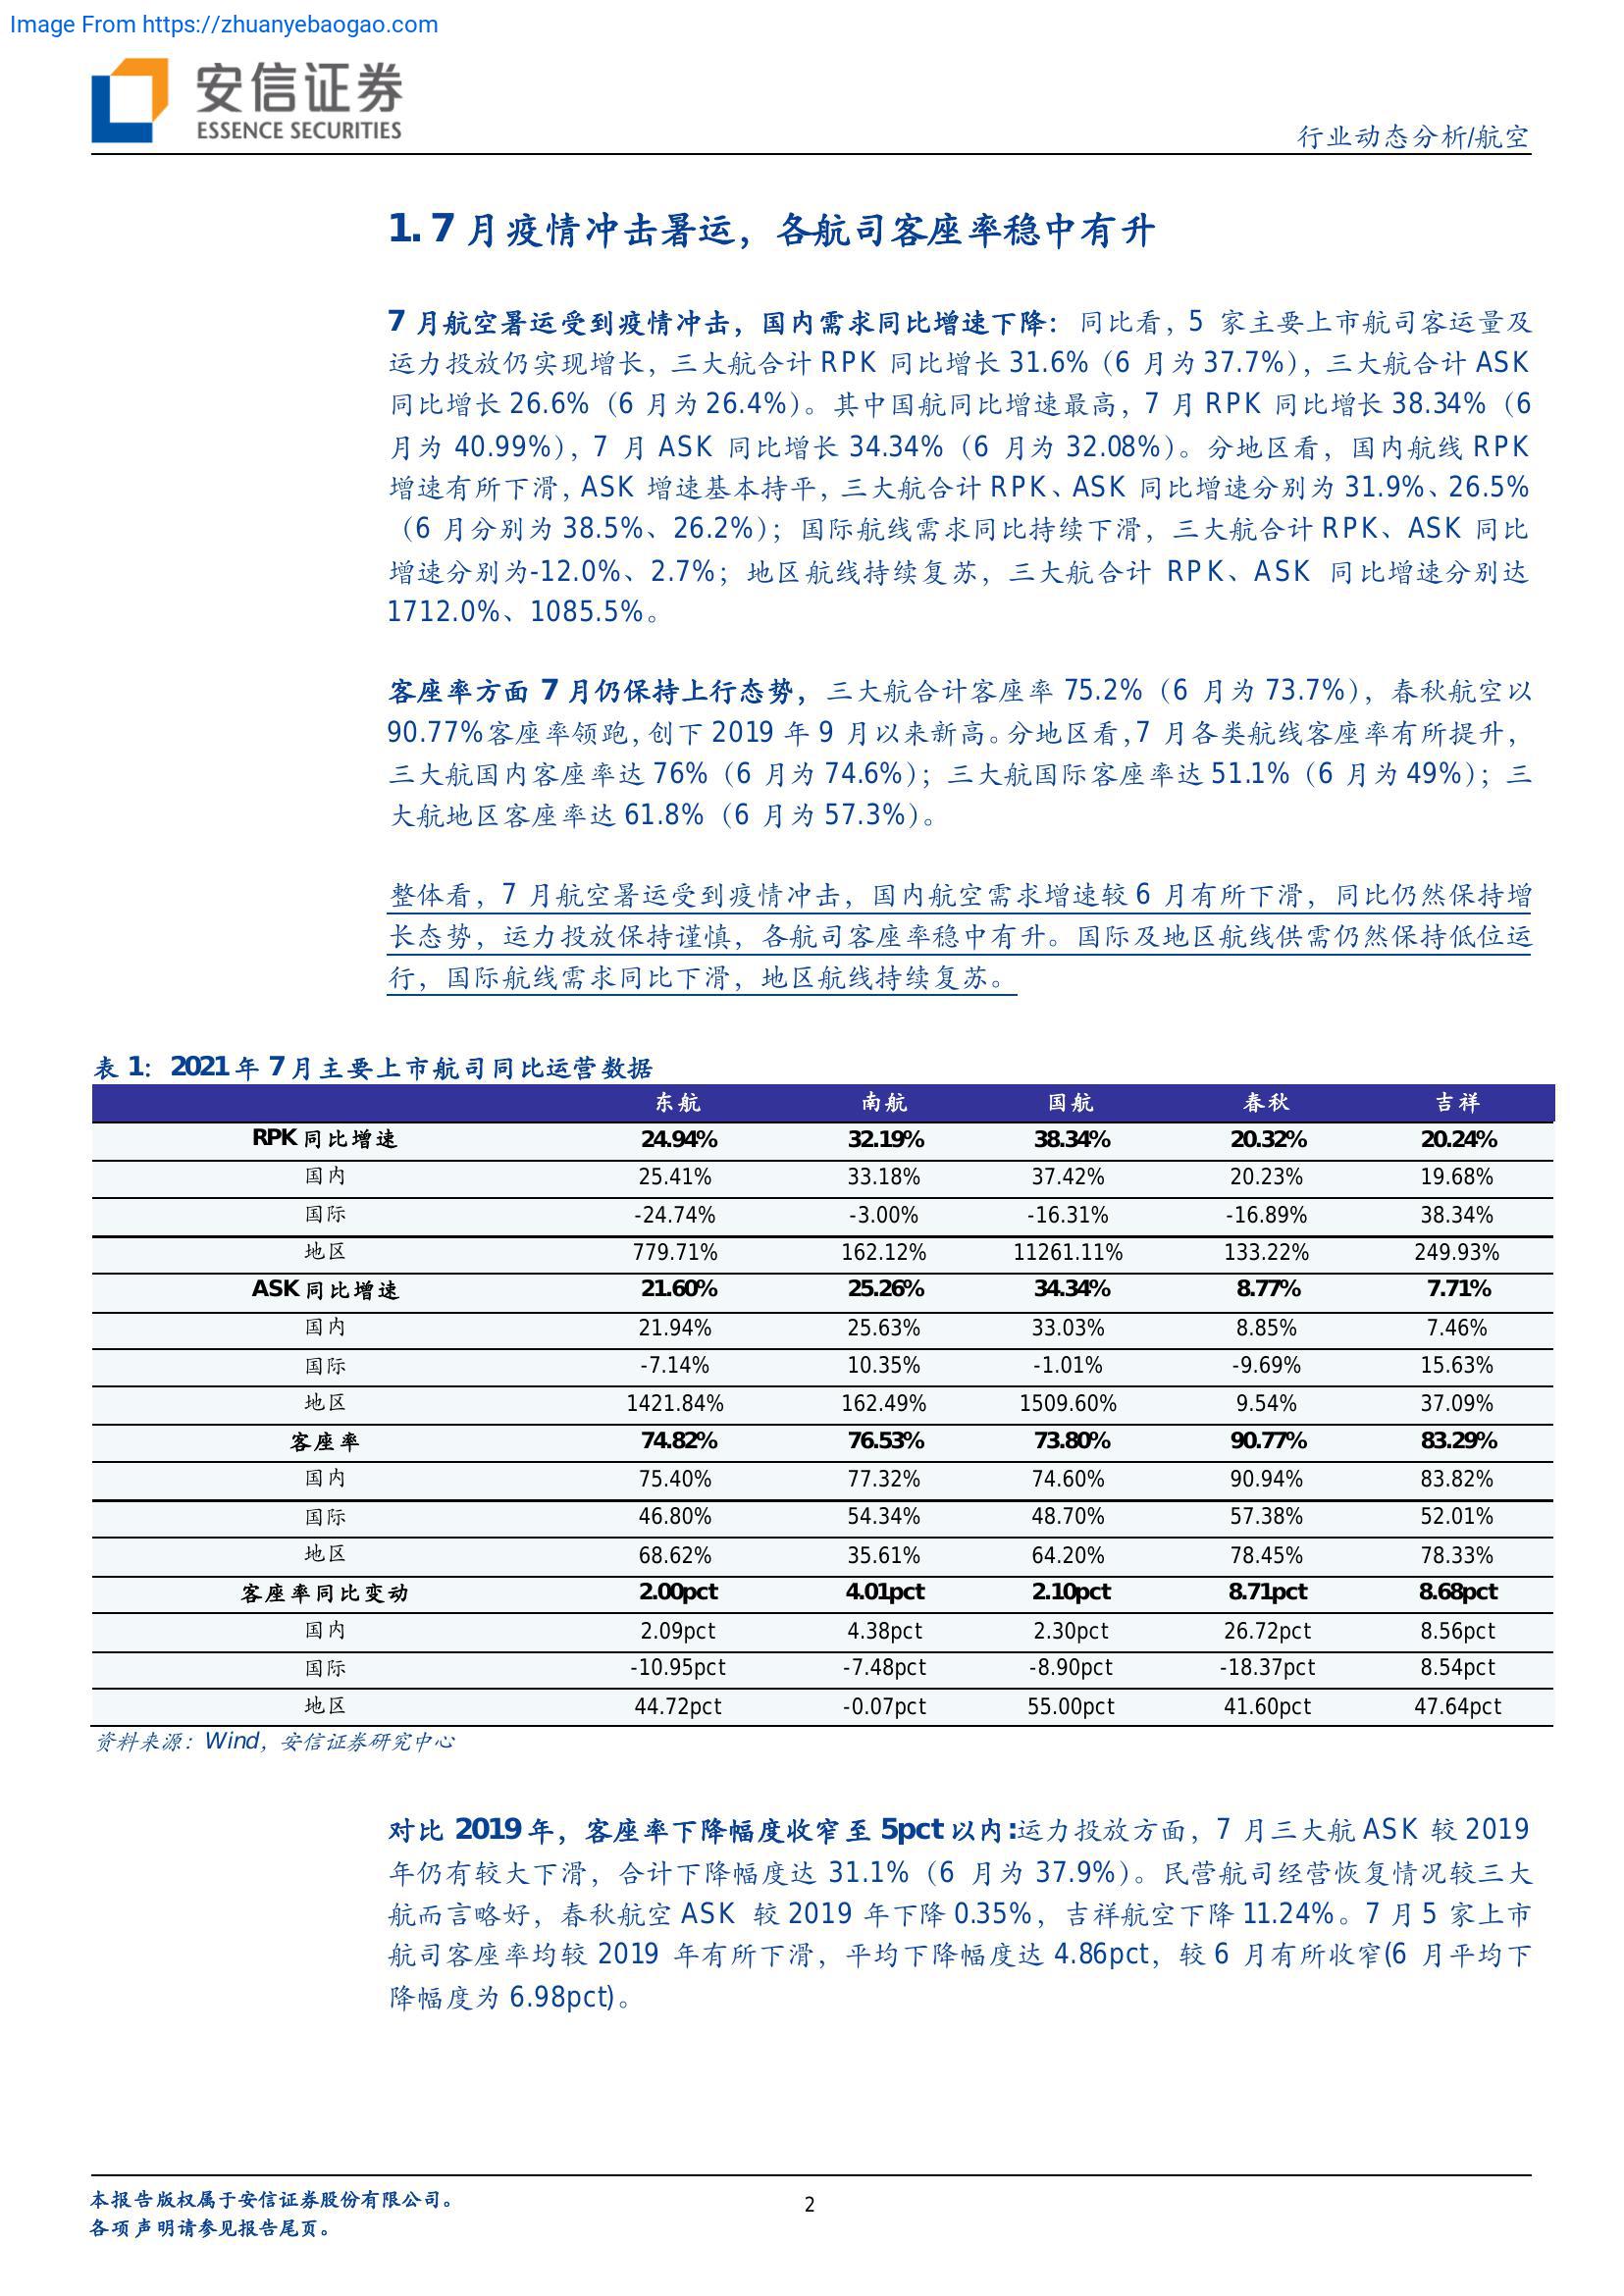 Image From https://zhuanyebaogao.com
安信证券
ESSENCE SECURITIES
行业动态分析/航空
1. 7 月疫情冲击暑运，各航司客座率稳中有升
7 月航空暑运受到疫情冲击，国内需求同比增速下降：同比看，5 家主要上市航司客运量及
运力投放仍实现增长，三大航合计 RPK 同比增长 31.6%（6 月为 37.7%），三大航合计 ASK
同比增长 26.6%（6 月为 26.4%）。其中国航同比增速最高，7 月 RPK 同比增长 38.34%（6
月为 40.99%），7 月 ASK 同比增长 34.34%（6 月为 32.08%）。分地区看，国内航线 RPK
增速有所下滑，ASK 增速基本持平，三大航合计 RPK、ASK 同比增速分别为 31.9%、26.5%
（6 月分别为 38.5%、26.2%）；国际航线需求同比持续下滑，三大航合计 RPK、ASK 同比
增速分别为-12.0%、2.7%；地区航线持续复苏，三大航合计 RPK、ASK 同比增速分别达
1712.0%、1085.5%。
客座率方面 7 月仍保持上行态势，三大航合计客座率 75.2%（6 月为 73.7%），春秋航空以
90.77%客座率领跑，创下 2019 年 9 月以来新高。分地区看，7 月各类航线客座率有所提升，
三大航国内客座率达 76%（6 月为 74.6%）；三大航国际客座率达 51.1%（6 月为 49%）；三
大航地区客座率达 61.8%（6 月为 57.3%）。
整体看，7 月航空暑运受到疫情冲击，国内航空需求增速较 6 月有所下滑，同比仍然保持增
长态势，运力投放保持谨慎，各航司客座率稳中有升。国际及地区航线供需仍然保持低位运
行，国际航线需求同比下滑，地区航线持续复苏。
表 1：2021 年 7 月主要上市航司同比运营数据
东航 南航 国航 春秋 吉祥
RPK 同比增速 24.94% 32.19% 38.34% 20.32% 20.24%
国内 25.41% 33.18% 37.42% 20.23% 19.68%
国际 -24.74% -3.00% -16.31% -16.89% 38.34%
地区 779.71% 162.12% 11261.11% 133.22% 249.93%
ASK 同比增速 21.60% 25.26% 34.34% 8.77% 7.71%
国内 21.94% 25.63% 33.03% 8.85% 7.46%
国际 -7.14% 10.35% -1.01% -9.69% 15.63%
地区 1421.84% 162.49% 1509.60% 9.54% 37.09%
客座率 74.82% 76.53% 73.80% 90.77% 83.29%
国内 75.40% 77.32% 74.60% 90.94% 83.82%
国际 46.80% 54.34% 48.70% 57.38% 52.01%
地区 68.62% 35.61% 64.20% 78.45% 78.33%
客座率同比变动 2.00pct 4.01pct 2.10pct 8.71pct 8.68pct
国内 2.09pct 4.38pct 2.30pct 26.72pct 8.56pct
国际 -10.95pct -7.48pct -8.90pct -18.37pct 8.54pct
地区 44.72pct -0.07pct 55.00pct 41.60pct 47.64pct
资料来源：Wind，安信证券研究中心
对比 2019 年，客座率下降幅度收窄至 5pct 以内:运力投放方面，7 月三大航 ASK 较 2019
年仍有较大下滑，合计下降幅度达 31.1%（6 月为 37.9%）。民营航司经营恢复情况较三大
航而言略好，春秋航空 ASK 较 2019 年下降 0.35%，吉祥航空下降 11.24%。7 月 5 家上市
航司客座率均较 2019 年有所下滑，平均下降幅度达 4.86pct，较 6 月有所收窄(6 月平均下
降幅度为 6.98pct)。
本报告版权属于安信证券股份有限公司。
2
各项声明请参见报告尾页。